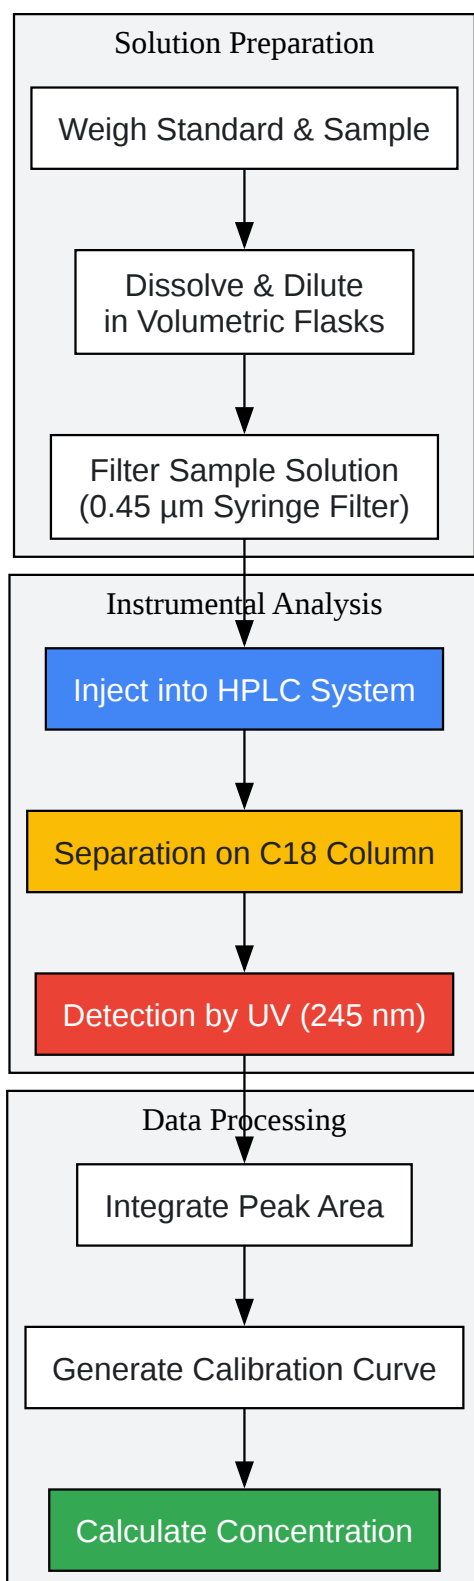 Solution Preparation
Weigh Standard & Sample
Dissolve & Dilute
in Volumetric Flasks
Filter Sample Solution
(0.45 µm Syringe Filter)
Instrumental Analysis
Inject into HPLC System
Separation on C18 Column
Detection by UV (245 nm)
Data Processing
Integrate Peak Area
Generate Calibration Curve
Calculate Concentration